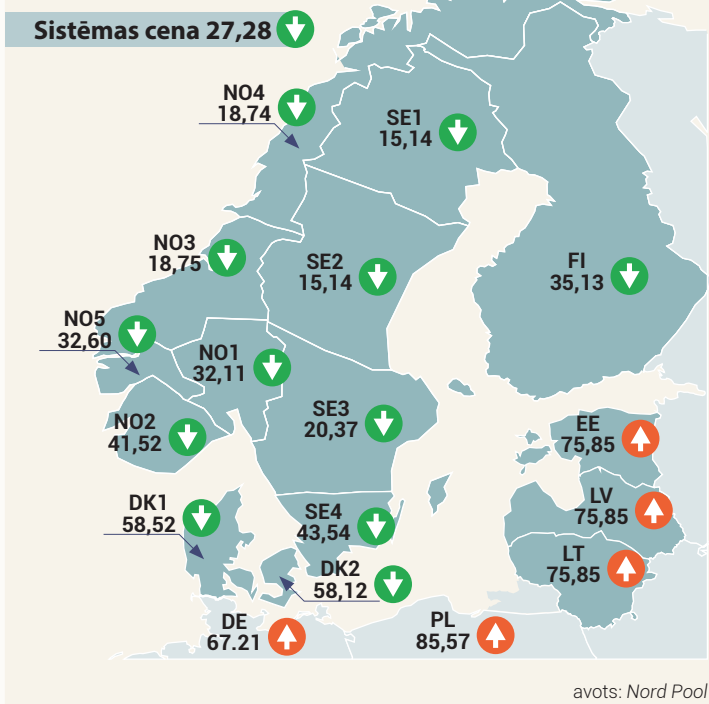 Sistēmas cena 27,28
NO4
18,74
SE1
15,14
NO3
18,75
SE2
15,14
FI
35,13
NO5
32,60
NO1
32,11
SE3
20,37
NO2
41,52
EE
75,85
DK1
58,52
SE4
43,54
LV
75,85
LT
75,85
DK2
58,12
DE
67.21
PL
85,57
avots: Nord Pool